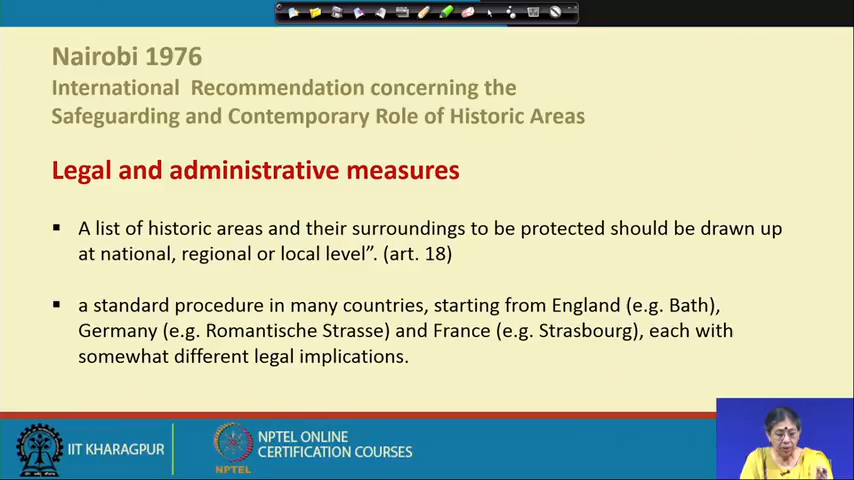 Nairobi 1976
International Recommendation concerning the
Safeguarding and Contemporary Role of Historic Areas
Legal and administrative measures
▪ A list of historic areas and their surroundings to be protected should be drawn up
at national, regional or local level”. (art. 18)
▪ a standard procedure in many countries, starting from England (e.g. Bath),
Germany (e.g. Romantische Strasse) and France (e.g. Strasbourg), each with
somewhat different legal implications.
IIT KHARAGPUR
NPTEL
NPTEL ONLINE
CERTIFICATION COURSES